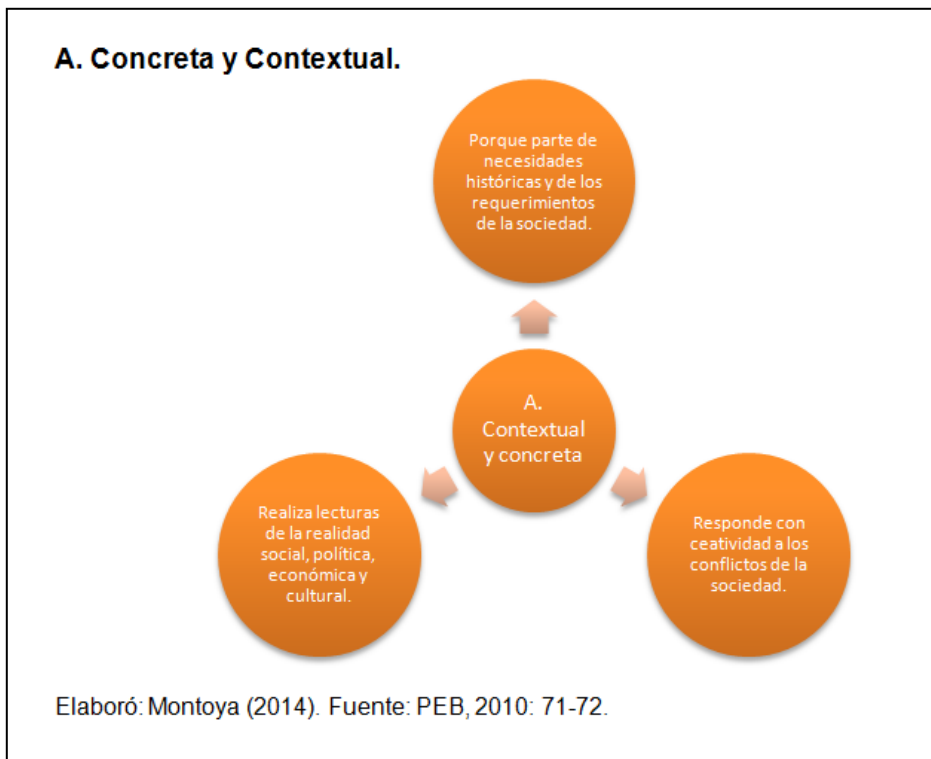 A. Concreta y Contextual.
Porque parte de
necesidades
históricas y de los
requerimientos
de la sociedad.
A.
Contextual
y concreta
Realiza lecturas
de la realidad
social, política,
económica y
cultural.
Responde con
ceatividad a los
conflictos de la
sociedad.
Elaboró: Montoya (2014). Fuente: PEB, 2010: 71-72.